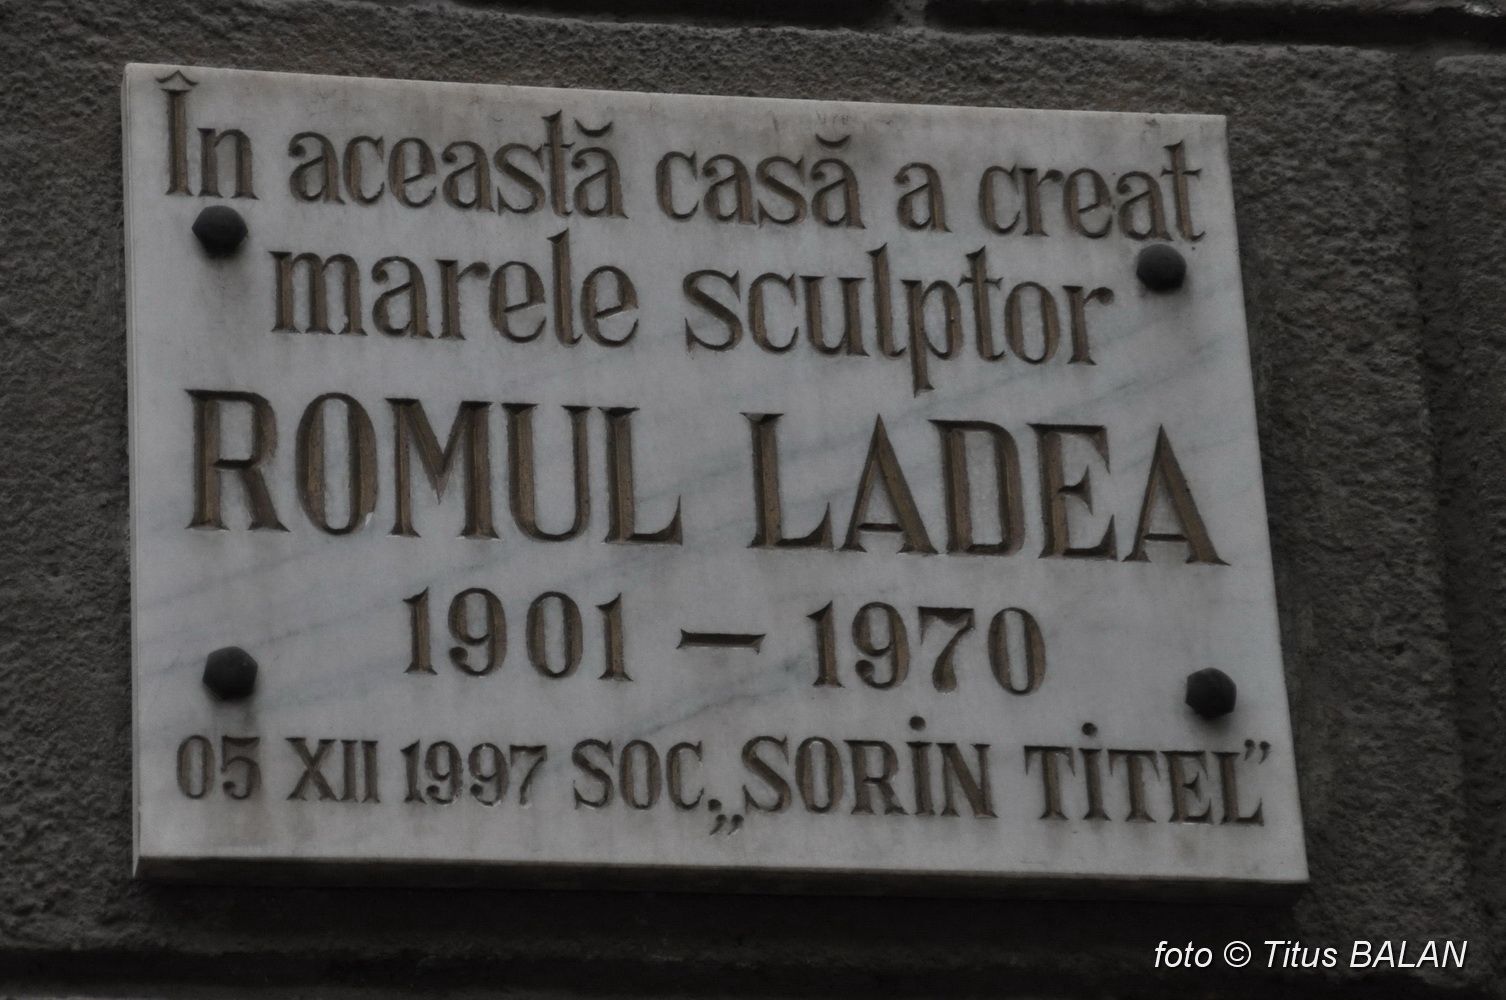 În această casă a creat
marele sculptor
ROMUL LADEA
1901 – 1970
05 XII 1997 SOC. „SORIN TITEL”
foto © Titus BALAN